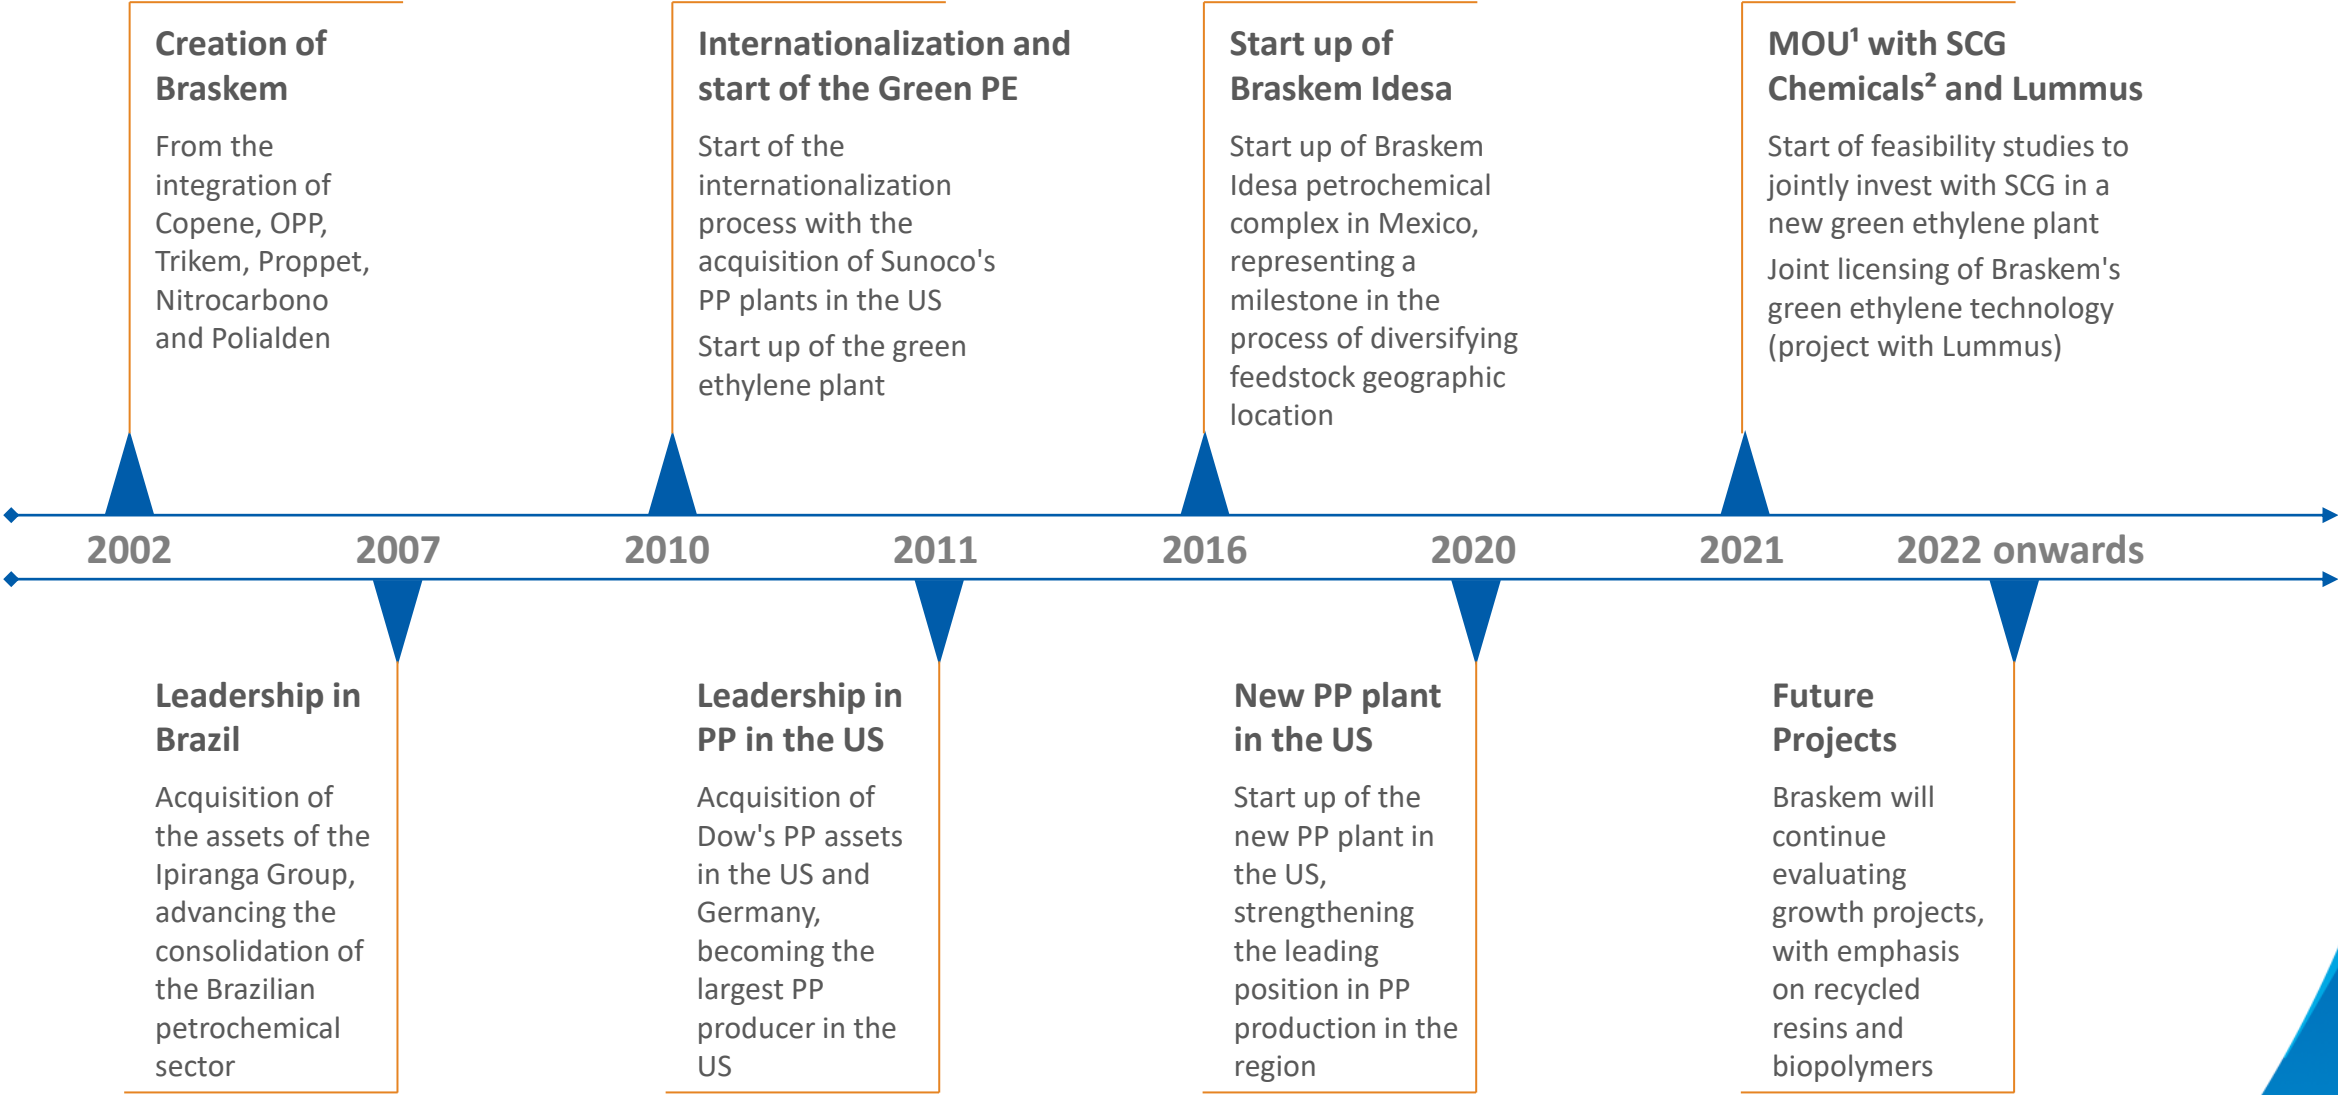 Creation of
Braskem
From the
integration of
Copene, OPP,
Trikem, Proppet,
Nitrocarbono
and Polialden
Internationalization and
start of the Green PE
Start of the
internationalization
process with the
acquisition of Sunoco's
PP plants in the US
Start up of the green
ethylene plant
Start up of
Braskem Idesa
Start up of Braskem
Idesa petrochemical
complex in Mexico,
representing a
milestone in the
process of diversifying
feedstock geographic
location
MOU¹ with SCG
Chemicals² and Lummus
Start of feasibility studies to
jointly invest with SCG in a
new green ethylene plant
Joint licensing of Braskem's
green ethylene technology
(project with Lummus)
2002 2007 2010 2011 2016 2020 2021 2022 onwards
Leadership in
Brazil
Acquisition of
the assets of the
Ipiranga Group,
advancing the
consolidation of
the Brazilian
petrochemical
sector
Leadership in
PP in the US
Acquisition of
Dow's PP assets
in the US and
Germany,
becoming the
largest PP
producer in the
US
New PP plant
in the US
Start up of the
new PP plant in
the US,
strengthening
the leading
position in PP
production in the
region
Future
Projects
Braskem will
continue
evaluating
growth projects,
with emphasis
on recycled
resins and
biopolymers